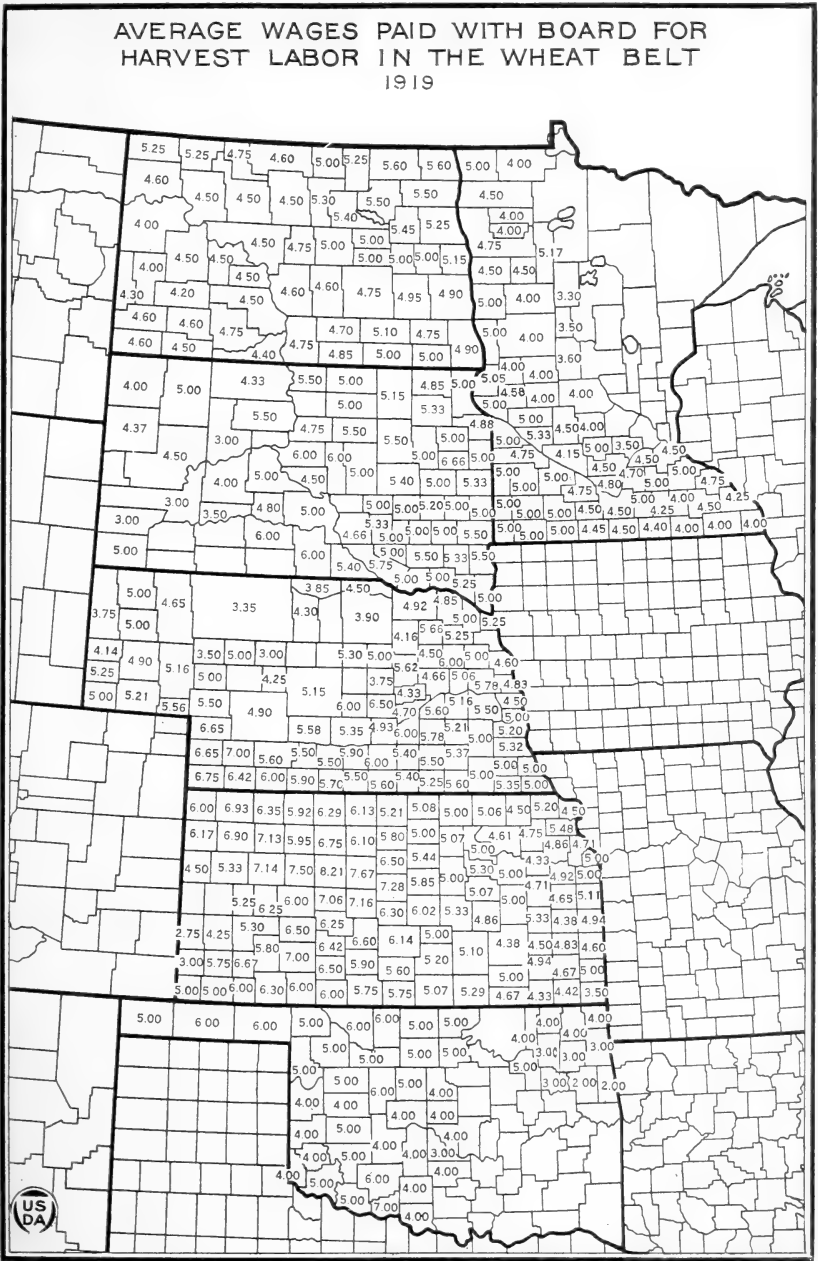 AVERAGE WAGES PAID WITH BOARD FOR
HARVEST LABOR IN THE WHEAT BELT
1919
5.25 5.25 4.75 4.60 5.00 5.25 5.60 5.60 5.00 4.00
4.60 4.50 4.50 4.50 5.30 5.50 5.50 4.50
5.40 4.00
4.00 5.45 5.25 4.00
4.50 4.75 5.00 5.00 4.75
4.50 4.50 5.00 5.00 5.00 5.15 5.17
4.00 4.50 4.50 4.50
4.30 4.20 4.50 4.60 4.60 4.75 4.95 4.90 5.00 4.00 3.30
4.60 4.60 4.75 4.70 5.10 4.75 5.00 4.00 3.50
4.60 4.50 4.40 4.75 4.85 5.00 5.00 4.90 3.60
4.00
4.00 5.00 4.33 5.50 5.00 5.15 4.85 5.00 5.05 4.00
5.00 5.33 5.00 4.58 4.00 4.00
4.37 5.50 4.75 5.50 5.50 4.88 5.00
3.00 5.00 5.00 5.33 4.50 4.00
4.50 6.00 6.00 5.00 6.66 5.00 4.75 4.15 5.00 3.50 4.50
4.00 5.00 4.50 5.00 5.40 5.00 5.33 5.00 5.00 4.50 4.70 4.50 5.00
3.00 4.75 4.80 5.00 4.75
3.50 4.80 5.00 5.00 5.00 5.20 5.00 5.00 5.00 5.00 4.00 4.25
3.00 5.33 5.00 5.00 4.50 4.50 4.25 4.50
6.00 4.66 5.00 5.00 5.00 5.50 5.00 5.00 5.00 4.45 4.50 4.40 4.00 4.00 4.00
5.00 6.00 5.00 5.50 5.33 5.50
5.40 5.75 5.00 5.00 5.25
5.00 4.65 3.35 3.85 4.50 4.92 4.85 5.00
3.75 5.00 4.30 3.90 5.00 5.25
4.16 5.66 5.25
4.14 4.90 5.16 3.50 5.00 3.00 5.30 5.00 4.50 6.00 5.00 4.60
5.25 5.00 4.25 3.75 5.62 4.66 5.06 5.78 4.83
5.00 5.21 5.56 5.50 4.90 5.15 6.00 6.50 4.33 5.16 4.50
4.70 5.60 5.50 5.00
6.65 5.58 5.35 4.93 6.00 5.78 5.21 5.00 5.20
6.65 7.00 5.60 5.50 5.50 5.90 6.00 5.40 5.50 5.37 5.32
6.75 6.42 6.00 5.90 5.70 5.50 5.60 5.40 5.25 5.60 5.00 5.00 5.00 5.35 5.00
6.00 6.93 6.35 5.92 6.29 6.13 5.21 5.08 5.00 5.06 4.50 5.20 4.50
6.17 6.90 7.13 5.95 6.75 6.10 5.80 5.00 5.07 4.61 4.75 5.48 4.86 4.71
5.00 4.33 5.00
4.50 5.33 7.14 7.50 8.21 7.67 6.50 5.44 5.30 5.00 4.92 5.00
7.28 5.85 5.00 5.07 4.71
5.25 6.25 6.00 7.06 7.16 6.30 6.02 5.33 4.86 5.00 4.65 5.11
5.33 4.38 4.94
2.75 4.25 5.30 6.50 6.25 6.60 6.14 5.00 5.10 4.38 4.50 4.83 4.60
5.80 6.42
3.00 5.75 6.67 7.00 6.50 5.90 5.60 5.20 5.00 4.94 4.67 5.00
5.00 5.00 6.00 6.30 6.00 6.00 5.75 5.75 5.07 5.29 4.67 4.33 4.42 3.50
5.00 6.00 6.00 5.00 6.00 6.00 5.00 5.00 4.00 4.00 4.00
5.00 5.00 5.00 5.00 4.00 3.00 3.00 3.00
5.00 5.00 5.00 5.00 3.00 2.00 2.00
4.00 4.00 6.00 4.00
4.00 5.00 4.00 4.00
4.00 5.00 4.00 4.00 3.00 4.00
4.00 5.00 6.00 4.00
5.00 7.00 4.00
US
DA